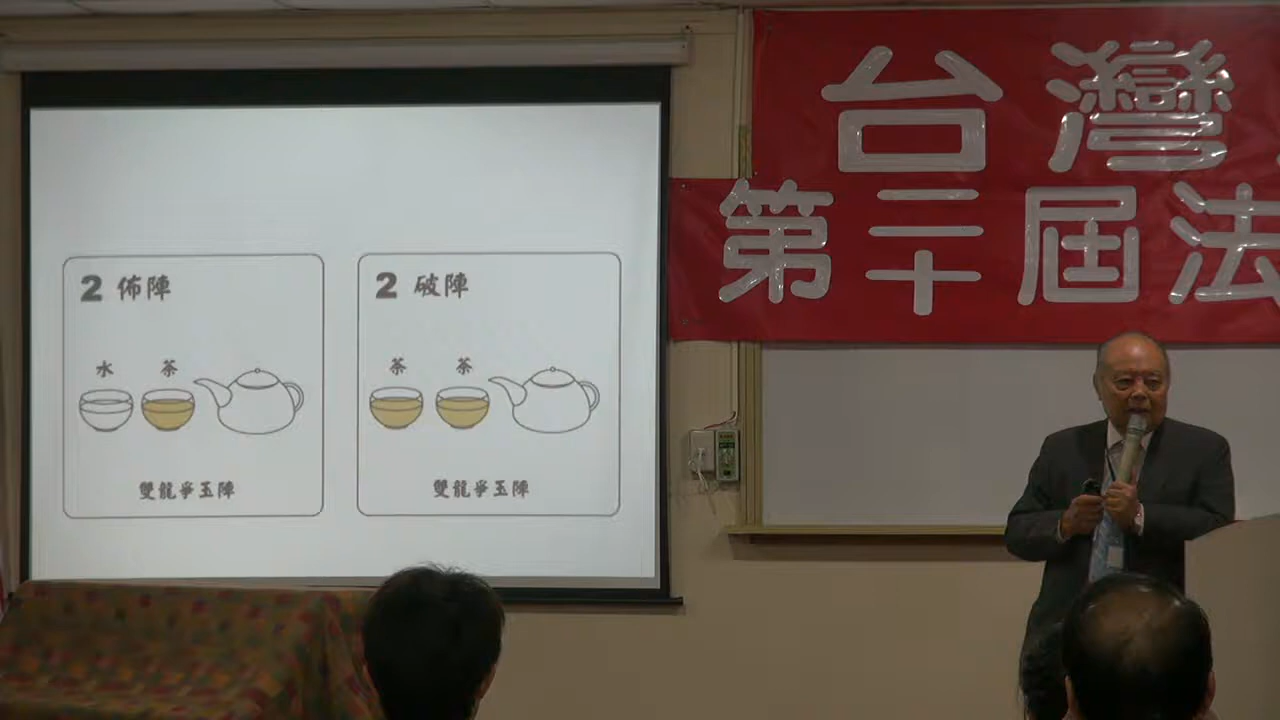 台灣
第二十屆法
2 佈陣
水 茶
雙龍爭玉陣
2 破陣
茶 茶
雙龍爭玉陣